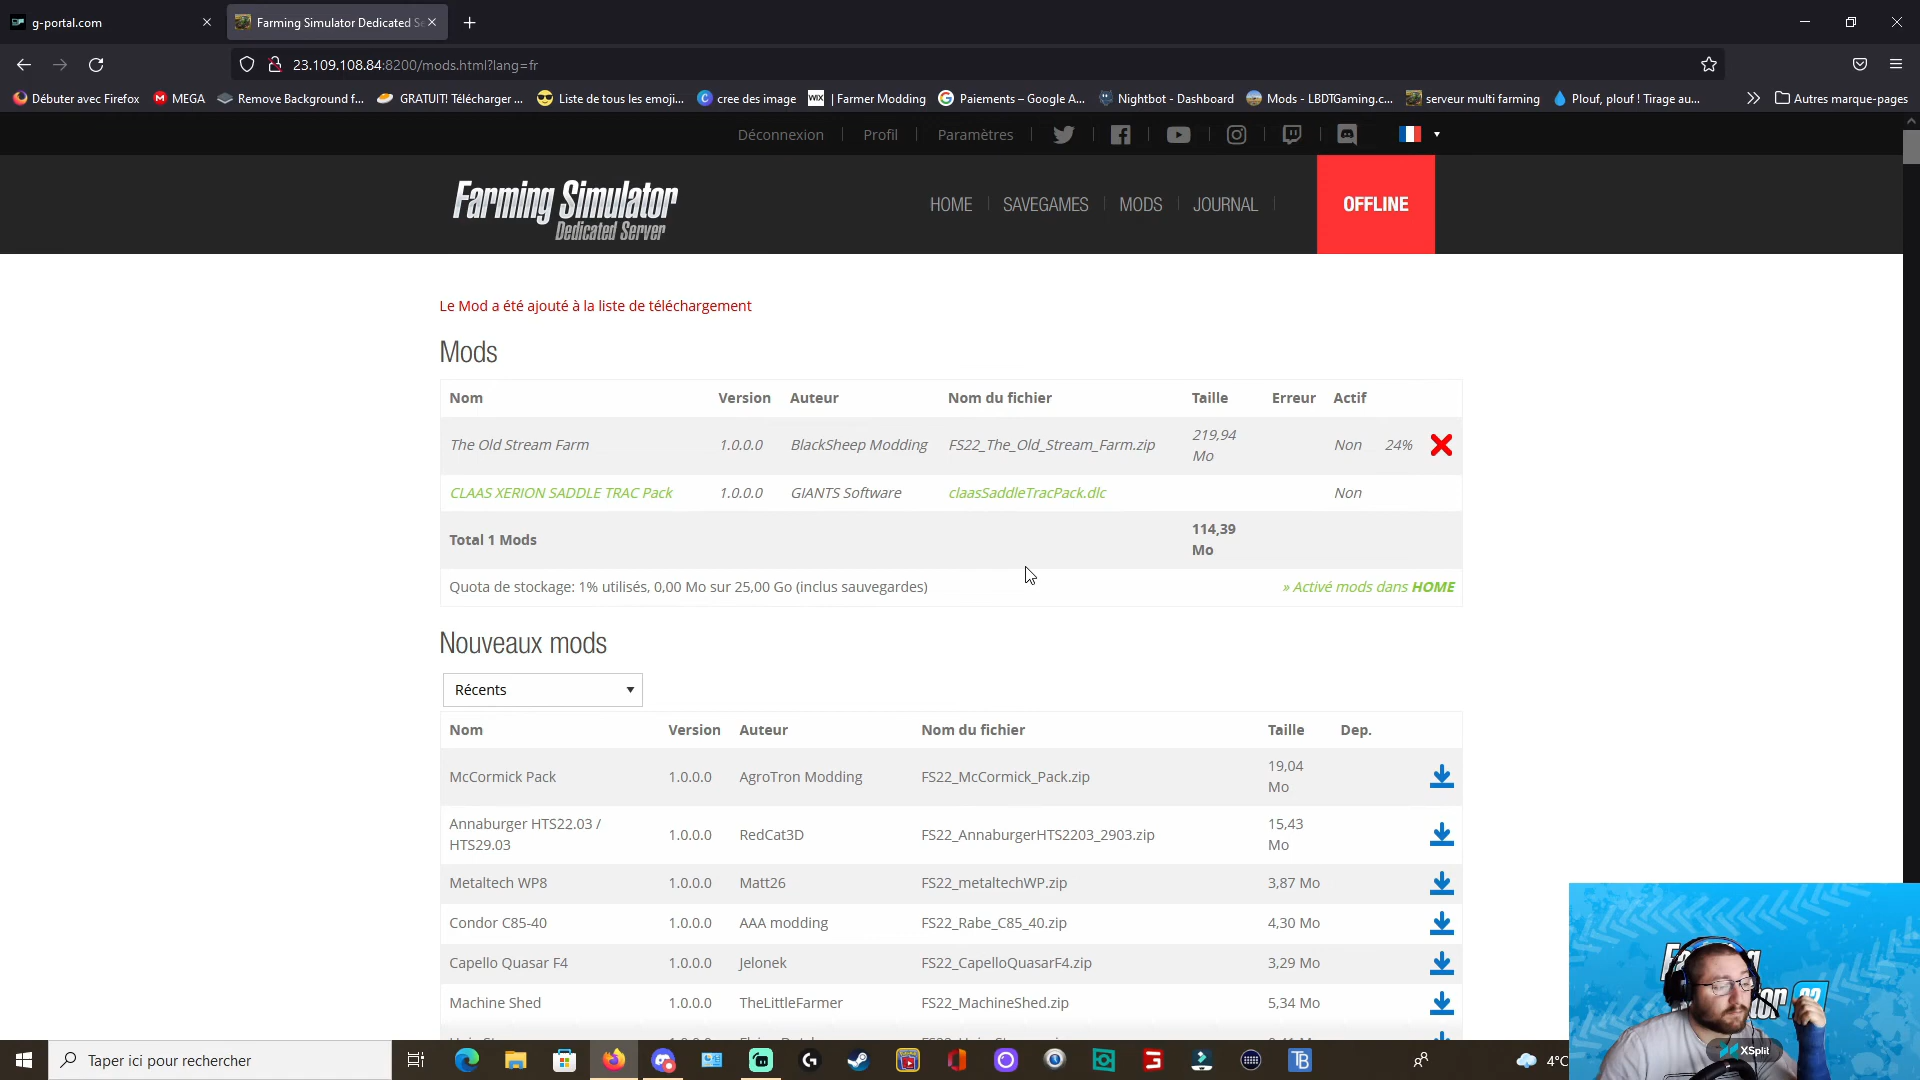 g-portal.com
Farming Simulator Dedicated Se
23.109.108.84:8200/mods.html?lang=fr
Débuter avec Firefox
MEGA
Remove Background f...
GRATUIT! Télécharger ...
Liste de tous les emoji...
cree des image
WIX | Farmer Modding
Paiements – Google A...
Nightbot - Dashboard
Mods - LBDTGaming.c...
serveur multi farming
Plouf, plouf ! Tirage au...
Autres marque-pages
Déconnexion
Profil
Paramètres
Farming Simulator
Dedicated Server
HOME
SAVEGAMES
MODS
JOURNAL
OFFLINE
Le Mod a été ajouté à la liste de téléchargement
Mods
Nom Version Auteur Nom du fichier Taille Erreur Actif
The Old Stream Farm 1.0.0.0 BlackSheep Modding FS22_The_Old_Stream_Farm.zip 219,94 Mo Non 24%
CLAAS XERION SADDLE TRAC Pack 1.0.0.0 GIANTS Software claasSaddleTracPack.dlc Non
Total 1 Mods 114,39 Mo
Quota de stockage: 1% utilisés, 0,00 Mo sur 25,00 Go (inclus sauvegardes) » Activé mods dans HOME
Nouveaux mods
Récents
Nom Version Auteur Nom du fichier Taille Dep.
McCormick Pack 1.0.0.0 AgroTron Modding FS22_McCormick_Pack.zip 19,04 Mo
Annaburger HTS22.03 / HTS29.03 1.0.0.0 RedCat3D FS22_AnnaburgerHTS2203_2903.zip 15,43 Mo
Metaltech WP8 1.0.0.0 Matt26 FS22_metaltechWP.zip 3,87 Mo
Condor C85-40 1.0.0.0 AAA modding FS22_Rabe_C85_40.zip 4,30 Mo
Capello Quasar F4 1.0.0.0 Jelonek FS22_CapelloQuasarF4.zip 3,29 Mo
Machine Shed 1.0.0.0 TheLittleFarmer FS22_MachineShed.zip 5,34 Mo
XSplit
Taper ici pour rechercher
TB
4°C